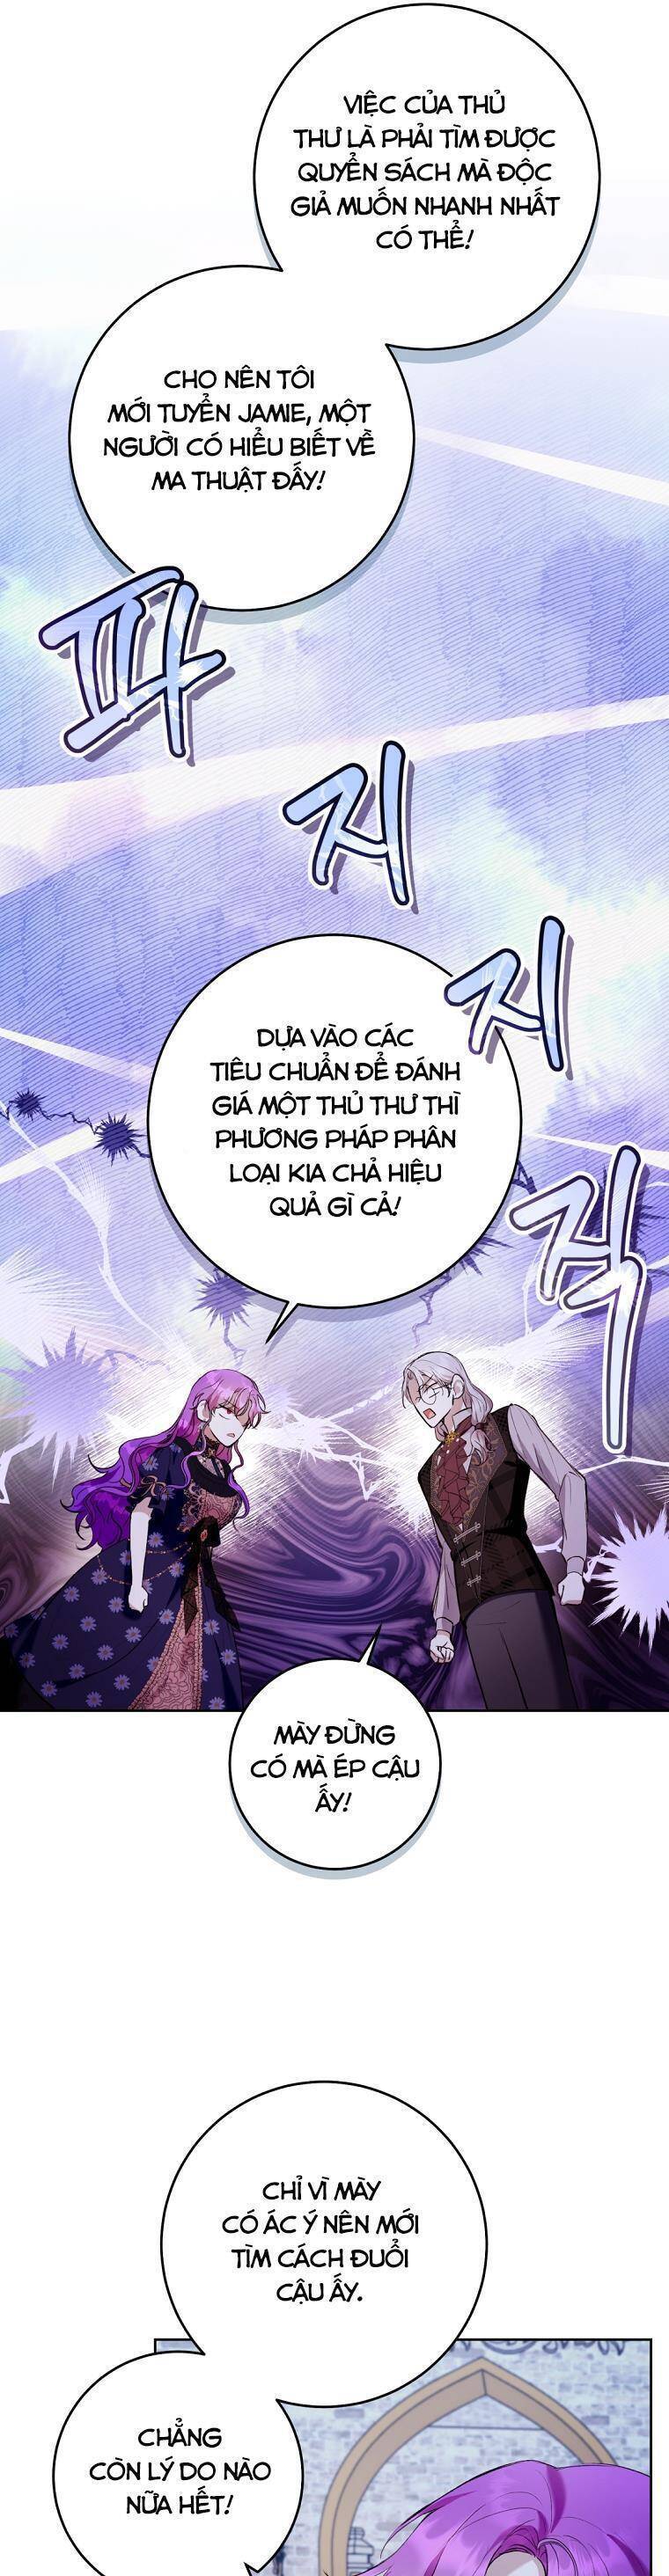 VIỆC CỦA THỦ
THƯ LÀ PHẢI TÌM ĐƯỢC
QUYỂN SÁCH MÀ ĐỘC
GIẢ MUỐN NHANH NHẤT
CÓ THỂ!
CHO NÊN TÔI
MỚI TUYỂN JAMIE, MỘT
NGƯỜI CÓ HIỂU BIẾT VỀ
MA THUẬT ĐẤY!
파
지
지
직
DỰA VÀO CÁC
TIÊU CHUẨN ĐỂ ĐÁNH
GIÁ MỘT THỦ THƯ THÌ
PHƯƠNG PHÁP PHÂN
LOẠI KIA CHẢ HIỆU
QUẢ GÌ CẢ!
MÀY ĐỪNG
CÓ MÀ ÉP CẬU
ẤY!
CHỈ VÌ MÀY
CÓ ÁC Ý NÊN MỚI
TÌM CÁCH ĐUỔI
CẬU ẤY.
CHẲNG
CÒN LÝ DO NÀO
NỮA HẾT!